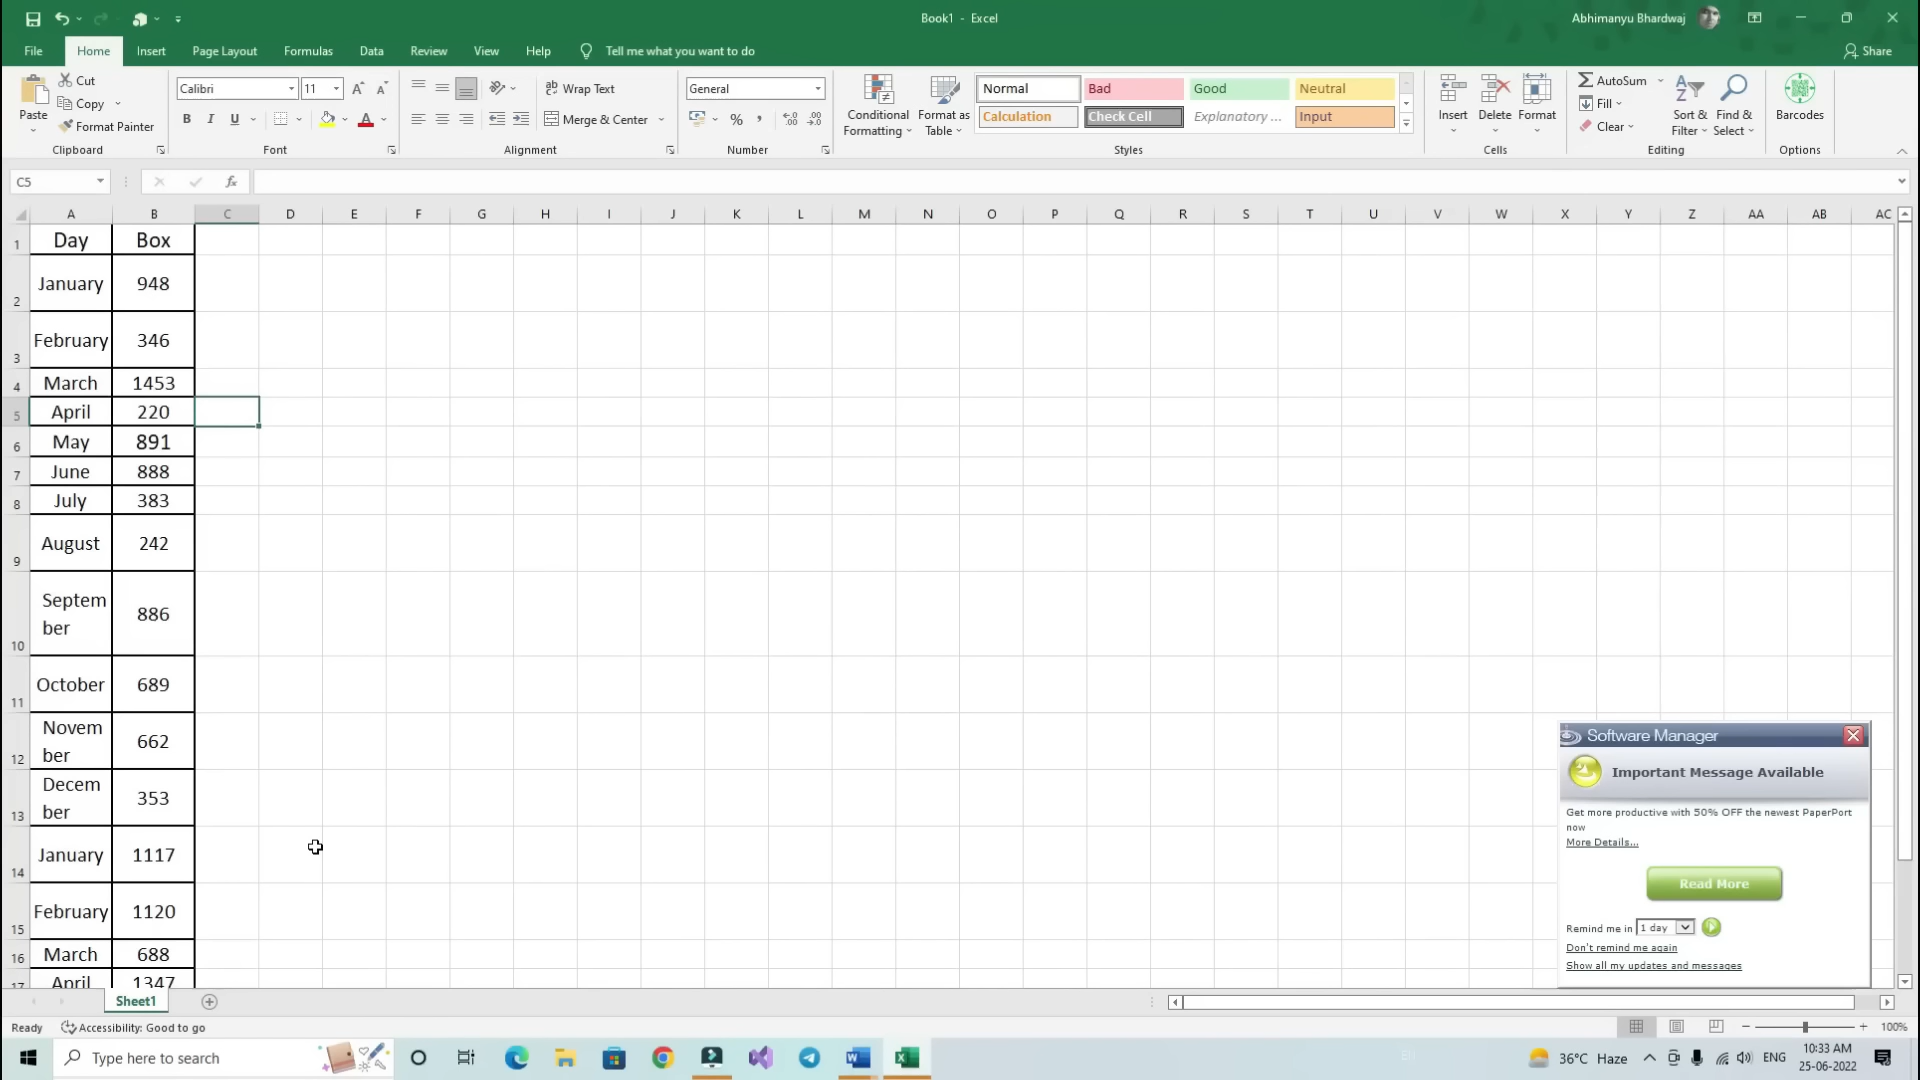 Book1 - Excel
Abhimanyu Bhardwaj
File Home Insert Page Layout Formulas Data Review View Help Tell me what you want to do
Share
Paste
Cut
Copy
Format Painter
Clipboard
Calibri 11
B I U A
Font
Wrap Text
Merge & Center
Alignment
General
%
Number
Conditional Formatting
Format as Table
Normal Bad Good Neutral
Calculation Check Cell Explanatory ... Input
Styles
Insert Delete Format
Cells
AutoSum
Fill
Clear
Sort & Filter
Find & Select
Editing
Barcodes
Options
C5
fx
A B C D E F G H I J K L M N O P Q R S T U V W X Y Z AA AB AC
1 Day Box
2 January 948
3 February 346
4 March 1453
5 April 220
6 May 891
7 June 888
8 July 383
9 August 242
10 Septem
ber 886
11 October 689
12 Novem
ber 662
13 Decem
ber 353
14 January 1117
15 February 1120
16 March 688
17 April 1347
Software Manager
Important Message Available
Get more productive with 50% OFF the newest PaperPort
now
More Details...
Read More
Remind me in 1 day
Don't remind me again
Show all my updates and messages
Sheet1
Ready Accessibility: Good to go
100%
Type here to search
36°C Haze
ENG
10:33 AM
25-06-2022